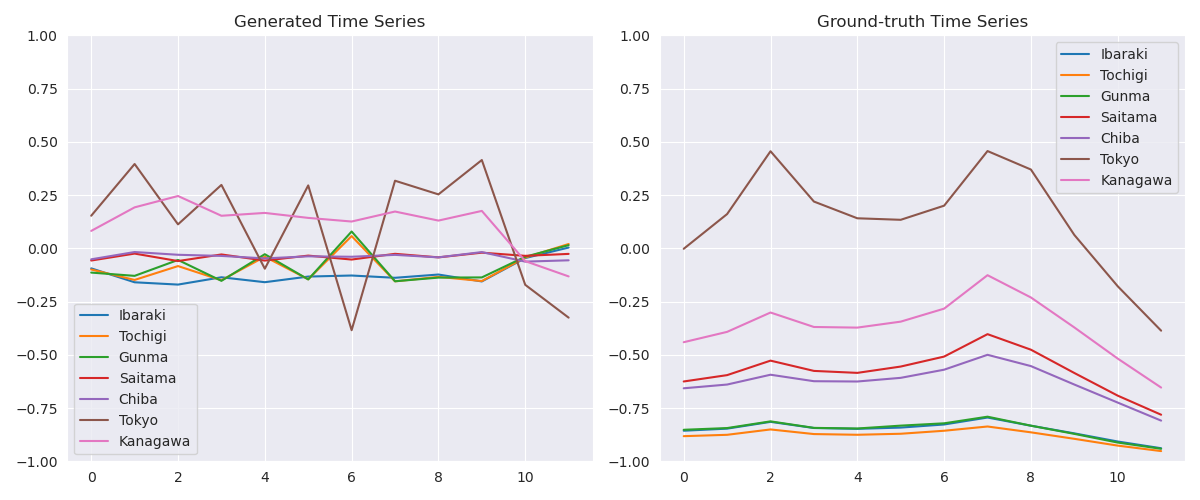 Generated Time Series
1.00
0.75
0.50
0.25
0.00
−0.25
−0.50
−0.75
−1.00
0 2 4 6 8 10
Ibaraki
Tochigi
Gunma
Saitama
Chiba
Tokyo
Kanagawa
Ground-truth Time Series
1.00
0.75
0.50
0.25
0.00
−0.25
−0.50
−0.75
−1.00
0 2 4 6 8 10
Ibaraki
Tochigi
Gunma
Saitama
Chiba
Tokyo
Kanagawa